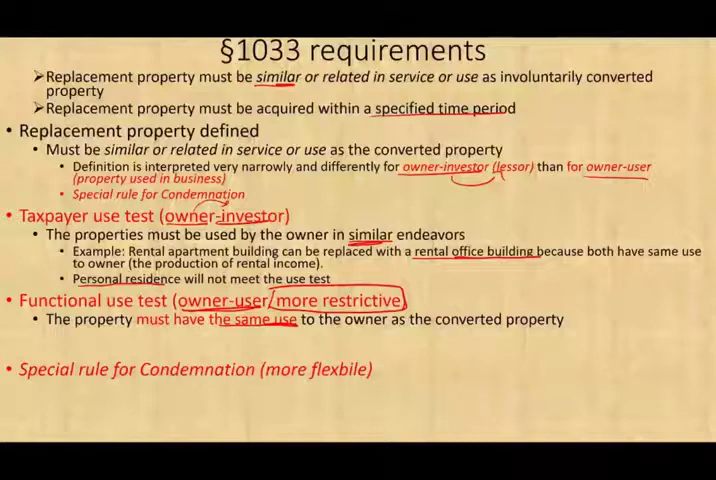 §1033 requirements
➢Replacement property must be similar or related in service or use as involuntarily converted
property
➢Replacement property must be acquired within a specified time period
• Replacement property defined
• Must be similar or related in service or use as the converted property
• Definition is interpreted very narrowly and differently for owner-investor (lessor) than for owner-user
(property used in business)
• Special rule for Condemnation
• Taxpayer use test (owner-investor)
• The properties must be used by the owner in similar endeavors
• Example: Rental apartment building can be replaced with a rental office building because both have same use
to owner (the production of rental income).
• Personal residence will not meet the use test
• Functional use test (owner-user/more restrictive)
• The property must have the same use to the owner as the converted property
• Special rule for Condemnation (more flexbile)